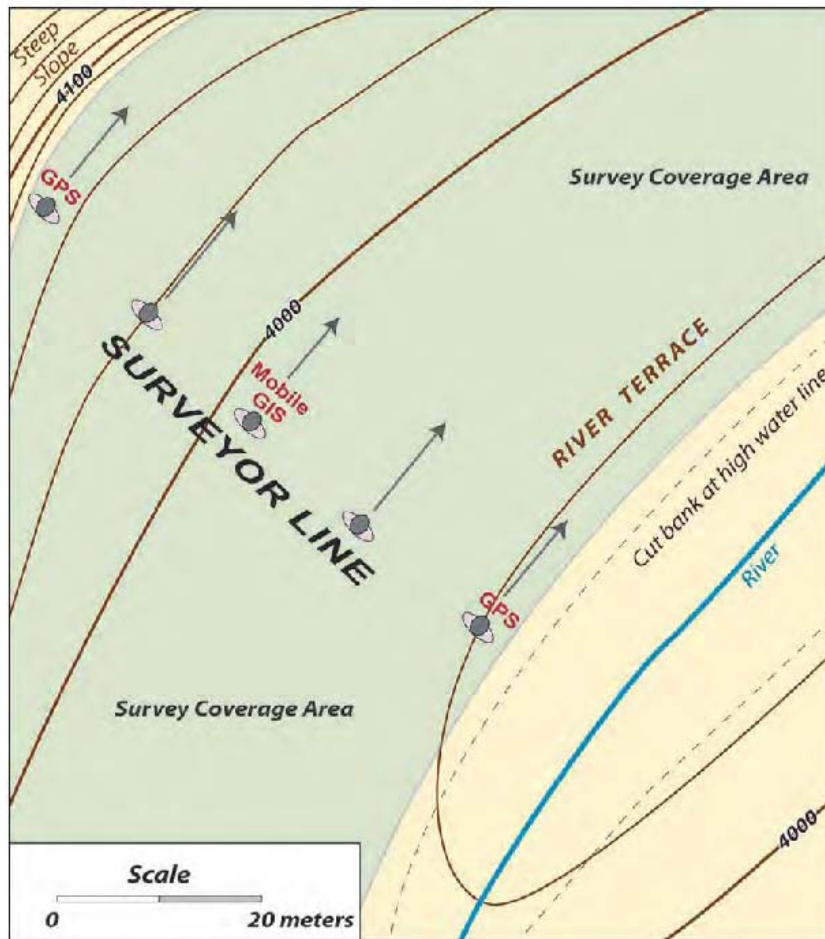 Steep
Slope
4100
GPS
Survey Coverage Area
4000
SURVEYOR LINE
Mobile
GIS
RIVER TERRACE
Cut bank at high water line
River
GPS
Survey Coverage Area
4000
Scale
0 20 meters